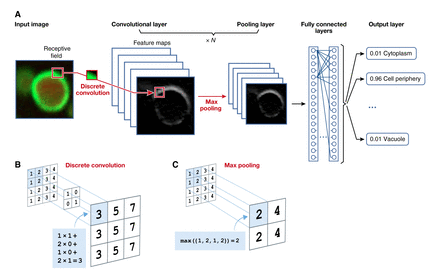 A
Input image
Convolutional layer
Pooling layer
Fully connected
layers
Output layer
× N
Receptive
field
Feature maps
Discrete
convolution
Max
pooling
0.01 Cytoplasm
0.96 Cell periphery
...
0.01 Vacuole
B
Discrete convolution
1 2 3 4
1 2 3 4
1 2 3 4
1 2 3 4
1 0
0 1
3 5 7
3 5 7
3 5 7
1 × 1 +
2 × 0 +
1 × 0 +
2 × 1 = 3
C
Max pooling
1 2 3 4
1 2 3 4
1 2 3 4
1 2 3 4
2 4
2 4
max((1, 2, 1, 2)) = 2